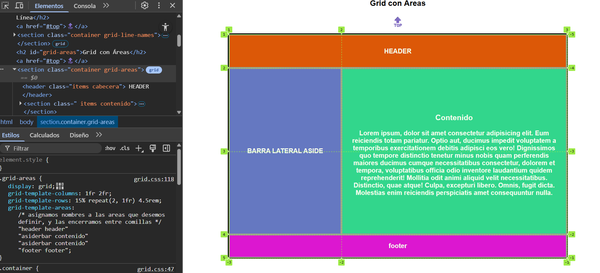 Elementos
Consola
Línea</h2>
<a href="#top"> </a>
<section class="container grid-line-names">
</section> grid
<h2 id="grid-areas">Grid con Áreas</h2>
<a href="#top"> </a>
<section class="container grid-areas"> grid
== $0
<header class="items cabecera"> HEADER
</header>
<section class=" items contenido">
</section>
html body section.container.grid-areas
Estilos Calculados Diseño
Filtrar :hov .cls
element.style {
}
.grid-areas { grid.css:118
display: grid;
grid-template-columns: 1fr 2fr;
grid-template-rows: 15% repeat(2, 1fr) 4.5rem;
grid-template-areas:
/* asignamos nombres a las areas que desemos
definir, y las encerramos entre comillas */
"header header"
"asiderbar contenido"
"asiderbar contenido"
"footer footer";
}
.container { grid.css:47
Grid con Áreas
TOP
HEADER
BARRA LATERAL ASIDE
Contenido
Lorem ipsum, dolor sit amet consectetur adipisicing elit. Eum
reiciendis totam pariatur. Optio aut, ducimus impedit voluptatem a
temporibus exercitationem debitis adipisci eos vero! Dignissimos
quo tempore distinctio tenetur minus nobis quam perferendis
maiores ducimus cumque necessitatibus consectetur, dolorem et
tempora, voluptatibus officia odio inventore laudantium quidem
reprehenderit! Mollitia odit animi aliquid velit necessitatibus.
Distinctio, quae atque! Culpa, excepturi libero. Omnis, fugit dicta.
Molestias enim reiciendis perspiciatis amet consequuntur nulla.
footer